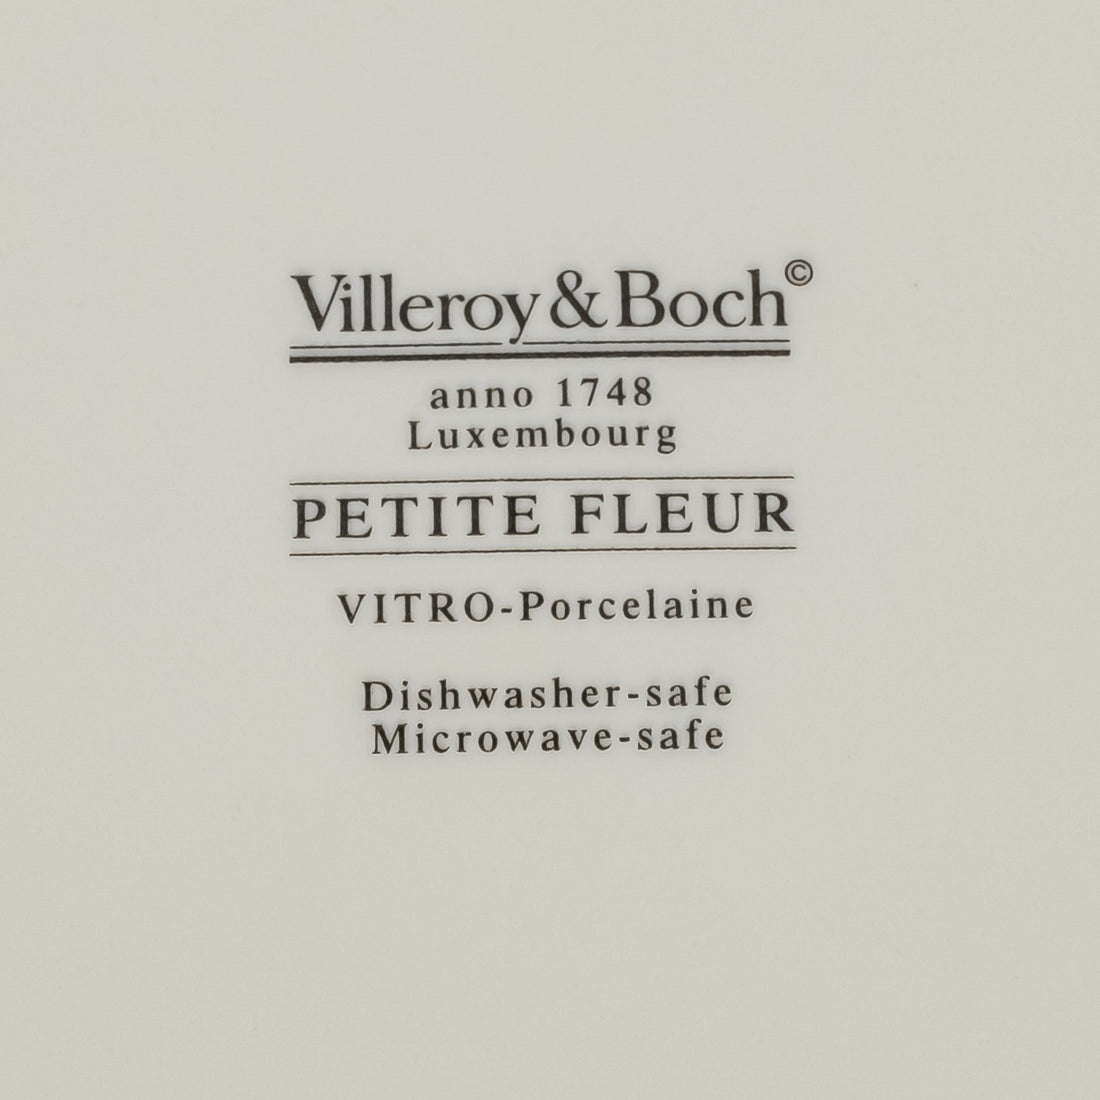 Villeroy & Boch©
anno 1748
Luxembourg
PETITE FLEUR
VITRO-Porcelaine
Dishwasher-safe
Microwave-safe